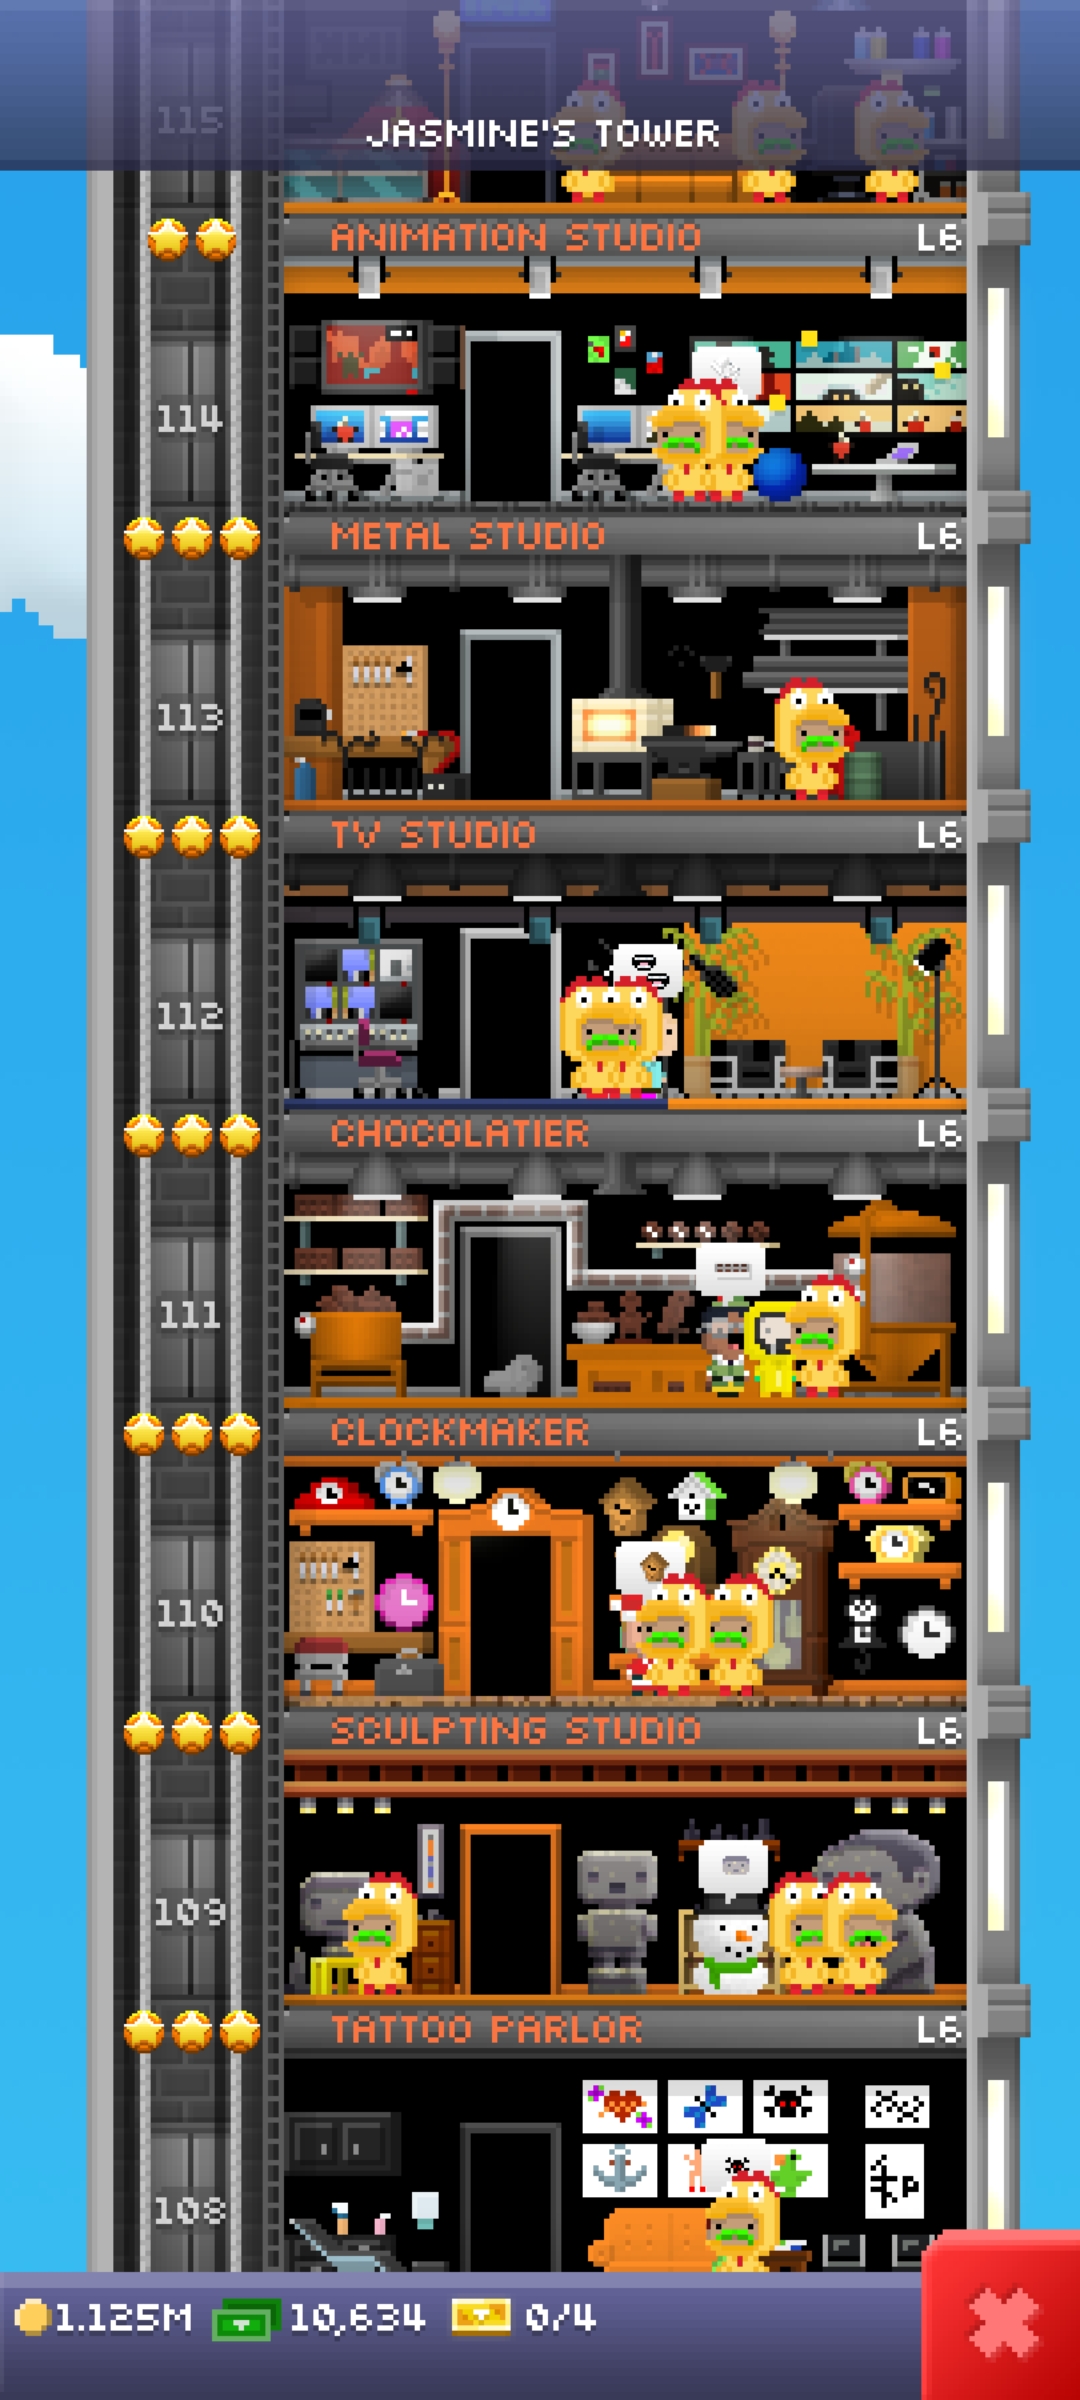 115
JASMINE'S TOWER
ANIMATION STUDIO L6
114
METAL STUDIO L6
113
TV STUDIO L6
112
CHOCOLATIER L6
111
CLOCKMAKER L6
110
SCULPTING STUDIO L6
109
TATTOO PARLOR L6
108
1.125M 10,634 0/4